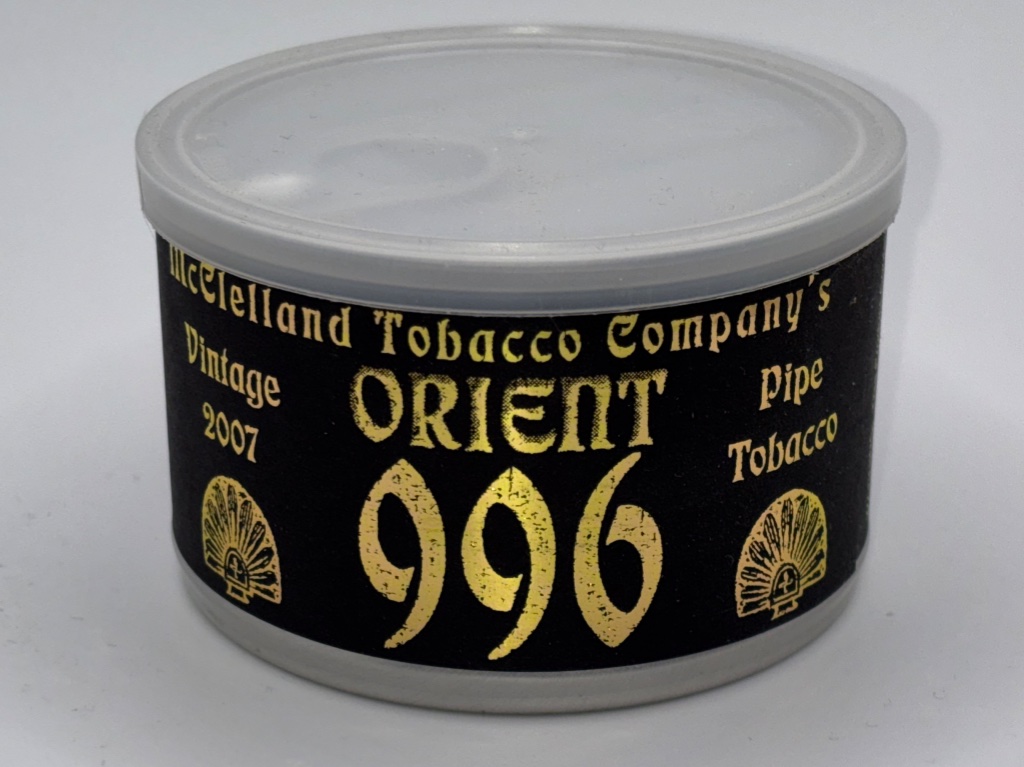 McClelland Tobacco Company's
Vintage
2007
ORIENT
996
Pipe
Tobacco